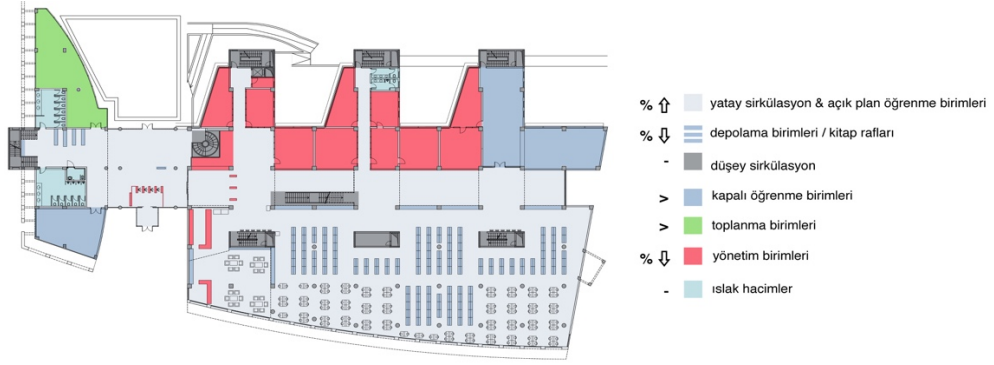 % ⇧ yatay sirkülasyon & açık plan öğrenme birimleri
% ⇩ depolama birimleri / kitap rafları
- düşey sirkülasyon
> kapalı öğrenme birimleri
> toplanma birimleri
% ⇩ yönetim birimleri
- ıslak hacimler